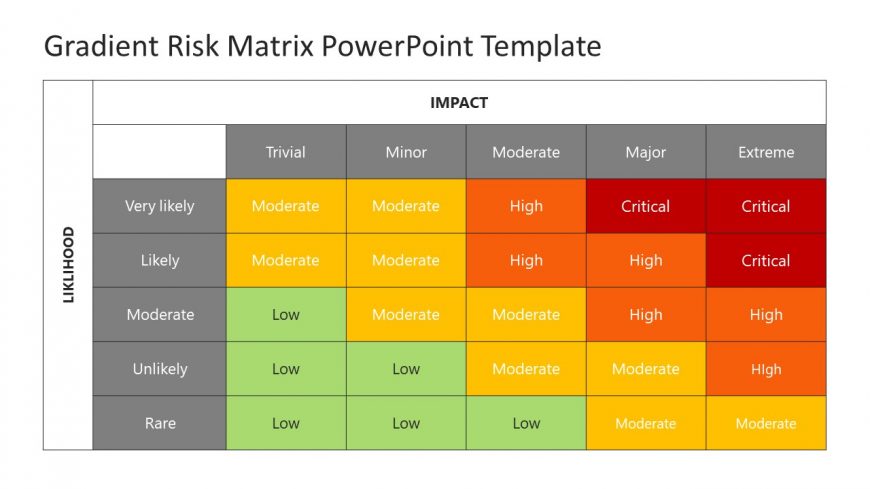 Gradient Risk Matrix PowerPoint Template
IMPACT
Trivial Minor Moderate Major Extreme
LIKLIHOOD
Very likely Moderate Moderate High Critical Critical
Likely Moderate Moderate High High Critical
Moderate Low Moderate Moderate High High
Unlikely Low Low Moderate Moderate HIgh
Rare Low Low Low Moderate Moderate